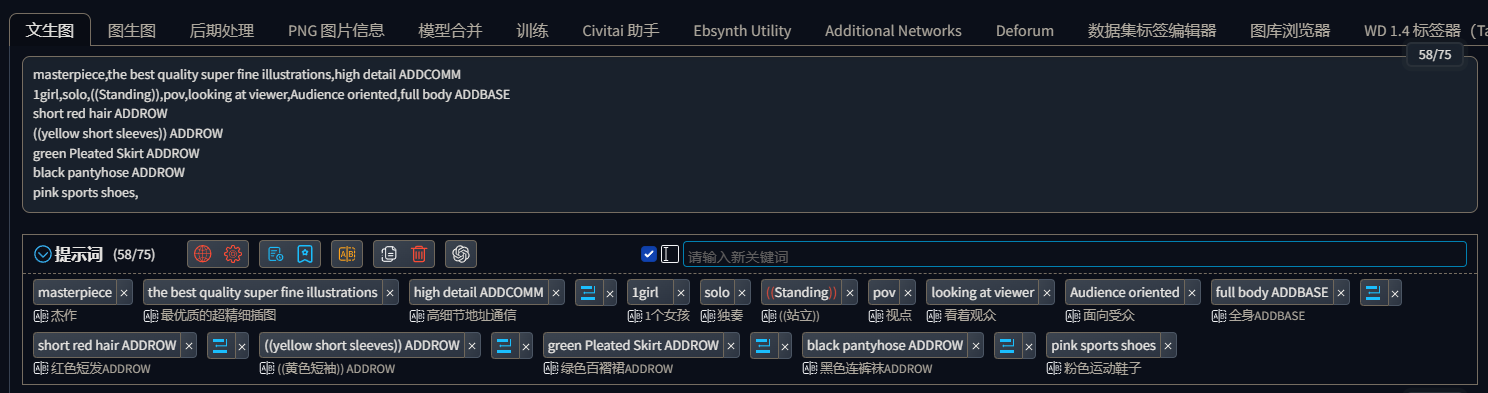 文生图 图生图 后期处理 PNG 图片信息 模型合并 训练 Civitai 助手 Ebsynth Utility Additional Networks Deforum 数据集标签编辑器 图库浏览器 WD 1.4 标签器 (Ta
58/75
masterpiece,the best quality super fine illustrations,high detail ADDCOMM
1girl,solo,((Standing)),pov,looking at viewer,Audience oriented,full body ADDBASE
short red hair ADDROW
((yellow short sleeves)) ADDROW
green Pleated Skirt ADDROW
black pantyhose ADDROW
pink sports shoes,
提示词 (58/75) 请输入新关键词
masterpiece × the best quality super fine illustrations × high detail ADDCOMM × × 1girl × solo × ((Standing)) × pov × looking at viewer × Audience oriented × full body ADDBASE × ×
杰作 最优质的超精细插图 高细节地址通信 1个女孩 独奏 ((站立)) 视点 看着观众 面向受众 全身ADDBASE
short red hair ADDROW × × ((yellow short sleeves)) ADDROW × × green Pleated Skirt ADDROW × × black pantyhose ADDROW × × pink sports shoes ×
红色短发ADDROW ((黄色短袖)) ADDROW 绿色百褶裙ADDROW 黑色连裤袜ADDROW 粉色运动鞋子